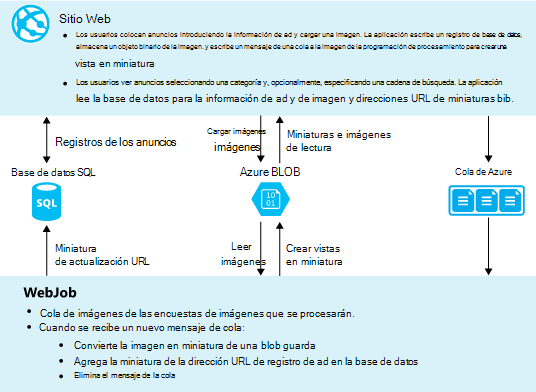 Sitio Web
Los usuarios colocan anuncios introduciendo la información de ad y cargar una imagen. La aplicación escribe un registro de base de datos,
almacena un objeto binario de la imagen. y escribe un mensaje de una cola a la imagen de la programación de procesamiento para crear una
vista en miniatura
Los usuarios ver anuncios seleccionando una categoría y, opcionalmente, especificando una cadena de búsqueda. La aplicación
lee la base de datos para la información de ad y de imagen y direcciones URL de miniaturas bib.
Registros de los anuncios
Cargar imágenes
imágenes
Miniaturas e imágenes
de lectura
Base de datos SQL
Azure BLOB
Cola de Azure
SQL
10
01
Miniatura
de actualización URL
Leer
imágenes
Crear vistas
en miniatura
WebJob
Cola de imágenes de las encuestas de imágenes que se procesarán.
Cuando se recibe un nuevo mensaje de cola:
Convierte la imagen en miniatura de una blob guarda
Agrega la miniatura de la dirección URL de registro de ad en la base de datos
Elimina el mensaje de la cola